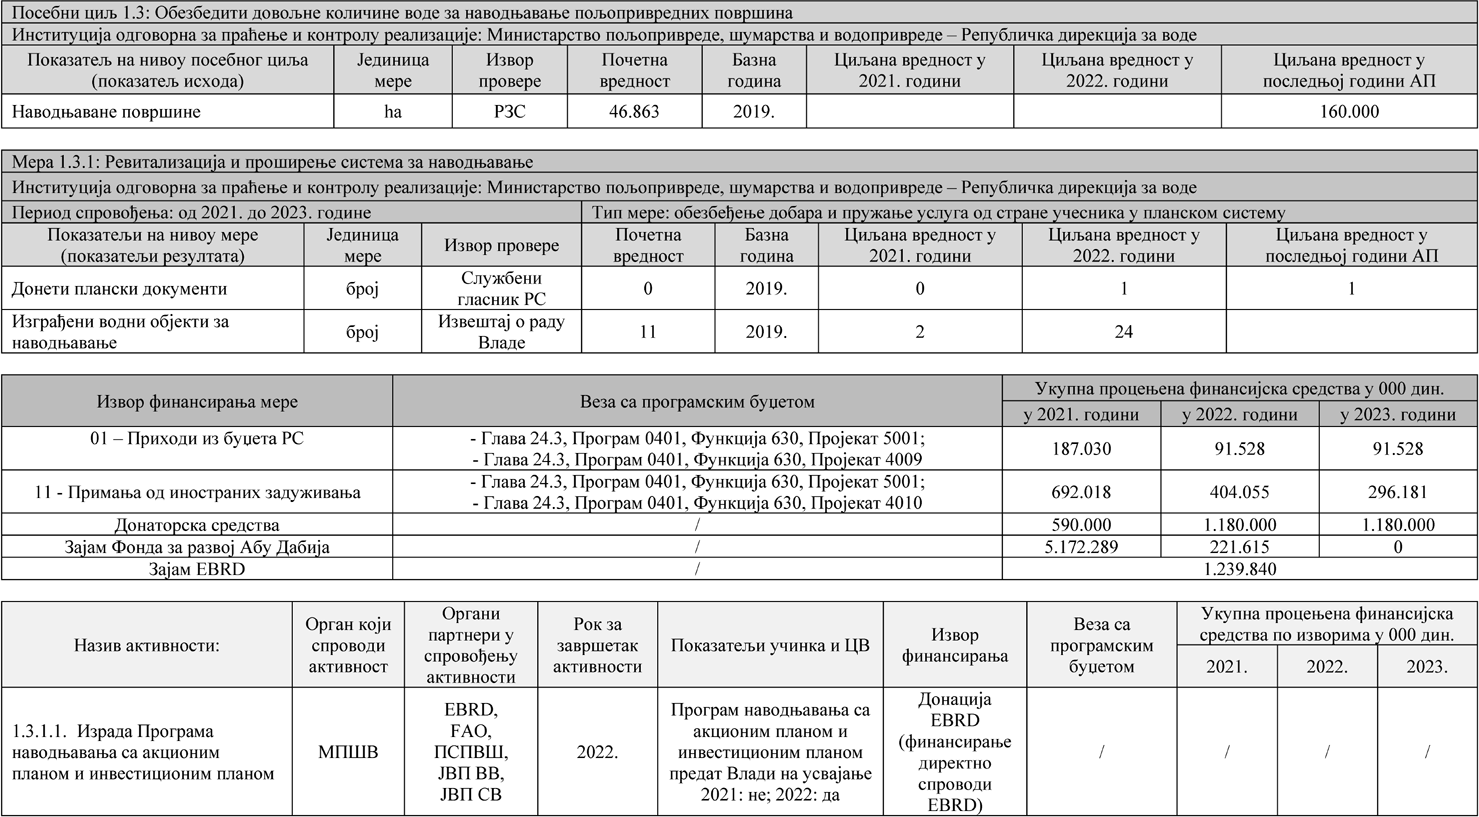 Посебни циљ 1.3: Обезбедити довољне количине воде за наводњавање пољопривредних површина
Институција одговорна за праћење и контролу реализације: Министарство пољопривреде, шумарства и водопривреде – Републичка дирекција за воде
Показатељ на нивоу посебног циља (показатељ исхода)
Јединица мере
Извор провере
Почетна вредност
Базна година
Циљана вредност у 2021. години
Циљана вредност у 2022. години
Циљана вредност у последњој години АП
Наводњаване површине
ha
РЗС
46.863
2019.
160.000
Мера 1.3.1: Ревитализација и проширење система за наводњавање
Институција одговорна за праћење и контролу реализације: Министарство пољопривреде, шумарства и водопривреде – Републичка дирекција за воде
Период спровођења: од 2021. до 2023. године
Тип мере: обезбеђење добара и пружање услуга од стране учесника у планском систему
Показатељи на нивоу мере (показатељи резултата)
Јединица мере
Извор провере
Почетна вредност
Базна година
Циљана вредност у 2021. години
Циљана вредност у 2022. години
Циљана вредност у последњој години АП
Донети плански документи
број
Службени гласник РС
0
2019.
0
1
1
Изграђени водни објекти за наводњавање
број
Извештај о раду Владе
11
2019.
2
24
Извор финансирања мере
Веза са програмским буџетом
Укупна процењена финансијска средства у 000 дин.
у 2021. години
у 2022. години
у 2023. години
01 – Приходи из буџета РС
- Глава 24.3, Програм 0401, Функција 630, Пројекат 5001;
- Глава 24.3, Програм 0401, Функција 630, Пројекат 4009
187.030
91.528
91.528
11 - Примања од иностраних задуживања
- Глава 24.3, Програм 0401, Функција 630, Пројекат 5001;
- Глава 24.3, Програм 0401, Функција 630, Пројекат 4010
692.018
404.055
296.181
Донаторска средства
/
590.000
1.180.000
1.180.000
Зајам Фонда за развој Абу Дабија
/
5.172.289
221.615
0
Зајам EBRD
/
1.239.840
Назив активности:
Орган који спроводи активност
Органи партнери у спровођењу активности
Рок за завршетак активности
Показатељи учинка и ЦВ
Извор финансирања
Веза са програмским буџетом
Укупна процењена финансијска средства по изворима у 000 дин.
2021.
2022.
2023.
1.3.1.1. Израда Програма
наводњавања са акционим
планом и инвестиционим планом
МПШВ
EBRD,
FAO,
ПСПВШ,
ЈВП ВВ,
ЈВП СВ
2022.
Програм наводњавања са
акционим планом и
инвестиционим планом
предат Влади на усвајање
2021: не; 2022: да
Донација
EBRD
(финансирање
директно
спроводи
EBRD)
/
/
/
/